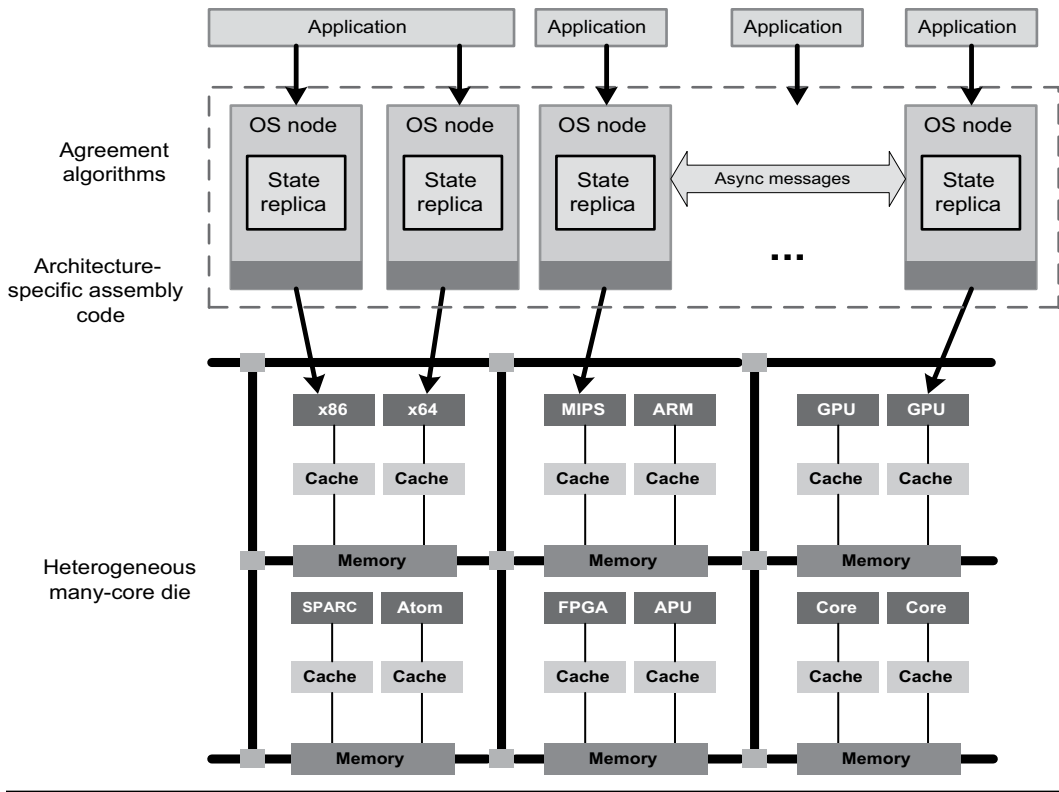 Application
Application
Application
Application
OS node
OS node
OS node
OS node
Agreement
algorithms
State
replica
State
replica
State
replica
Async messages
State
replica
...
Architecture-
specific assembly
code
x86
x64
MIPS
ARM
GPU
GPU
Cache
Cache
Cache
Cache
Cache
Cache
Memory
Memory
Memory
Heterogeneous
many-core die
SPARC
Atom
FPGA
APU
Core
Core
Cache
Cache
Cache
Cache
Cache
Cache
Memory
Memory
Memory